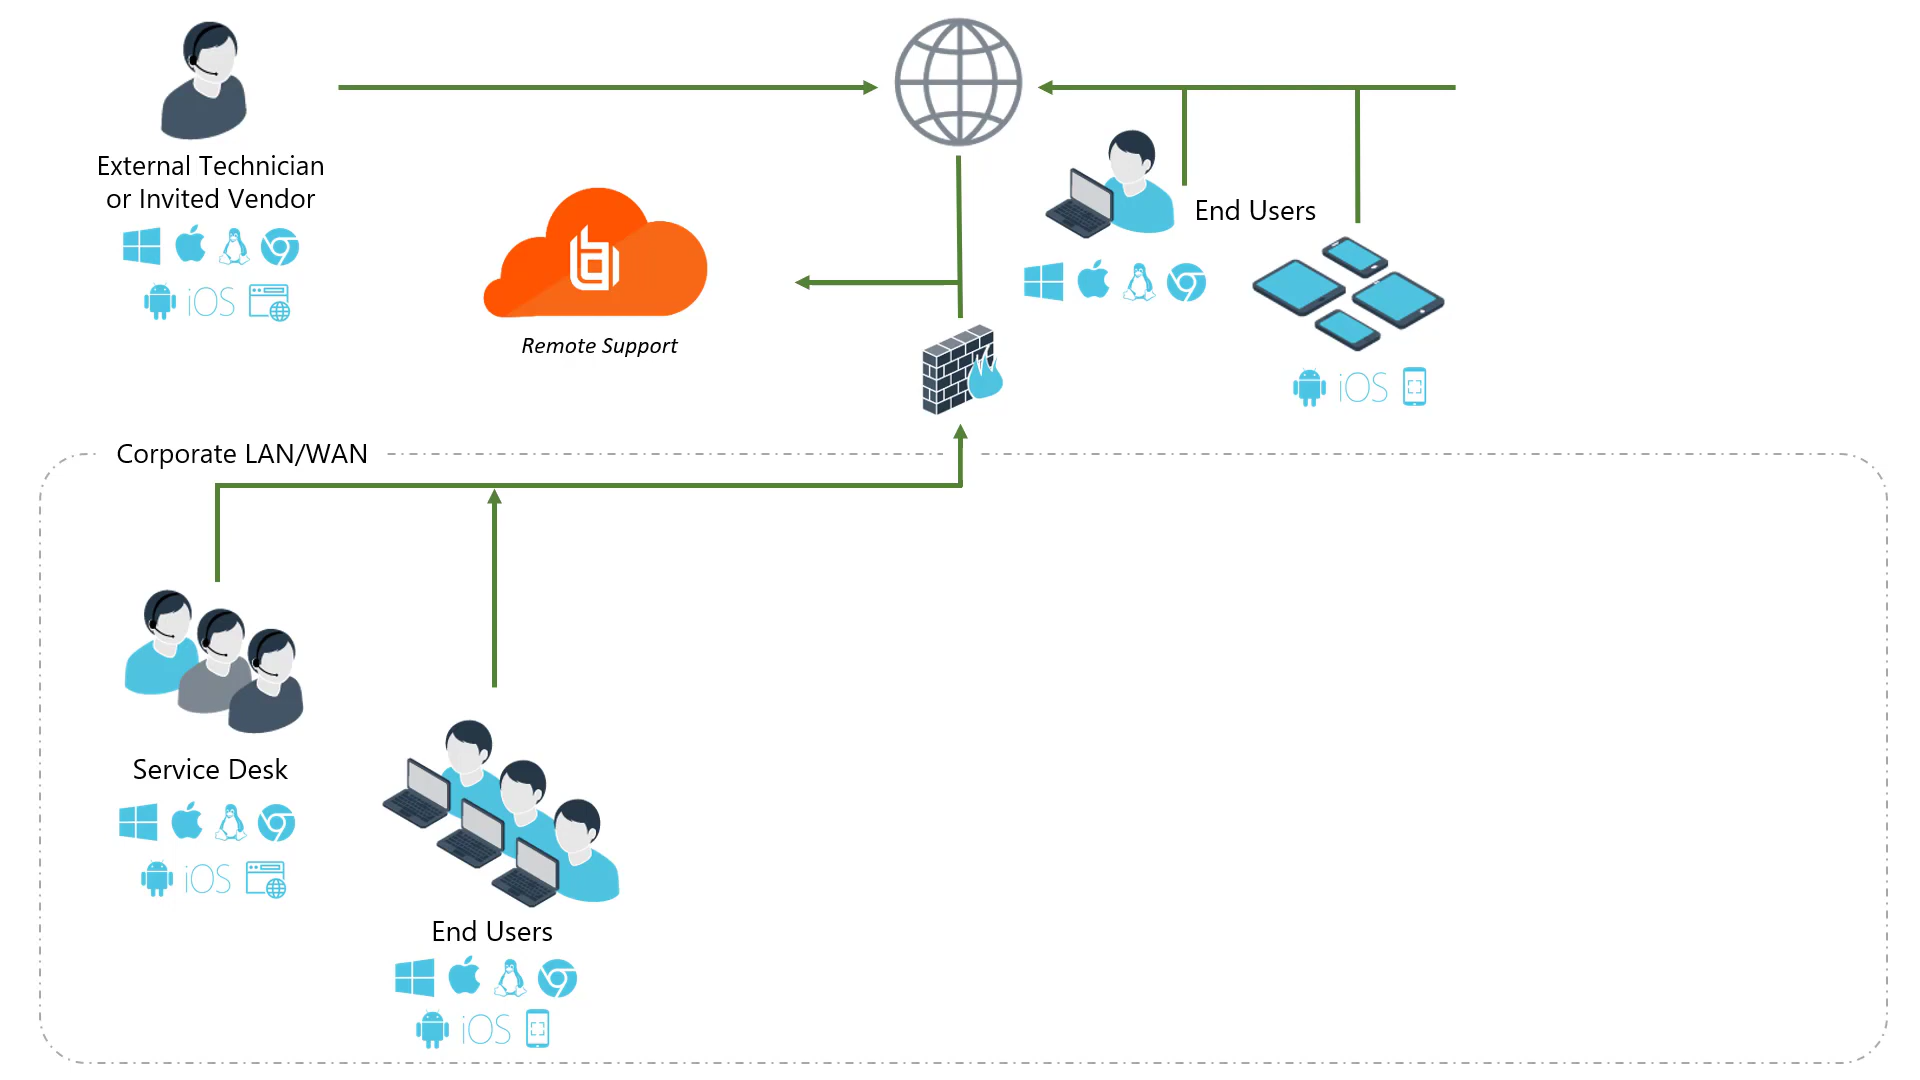 External Technician
or Invited Vendor
iOS
Remote Support
End Users
iOS
Corporate LAN/WAN
Service Desk
iOS
End Users
iOS